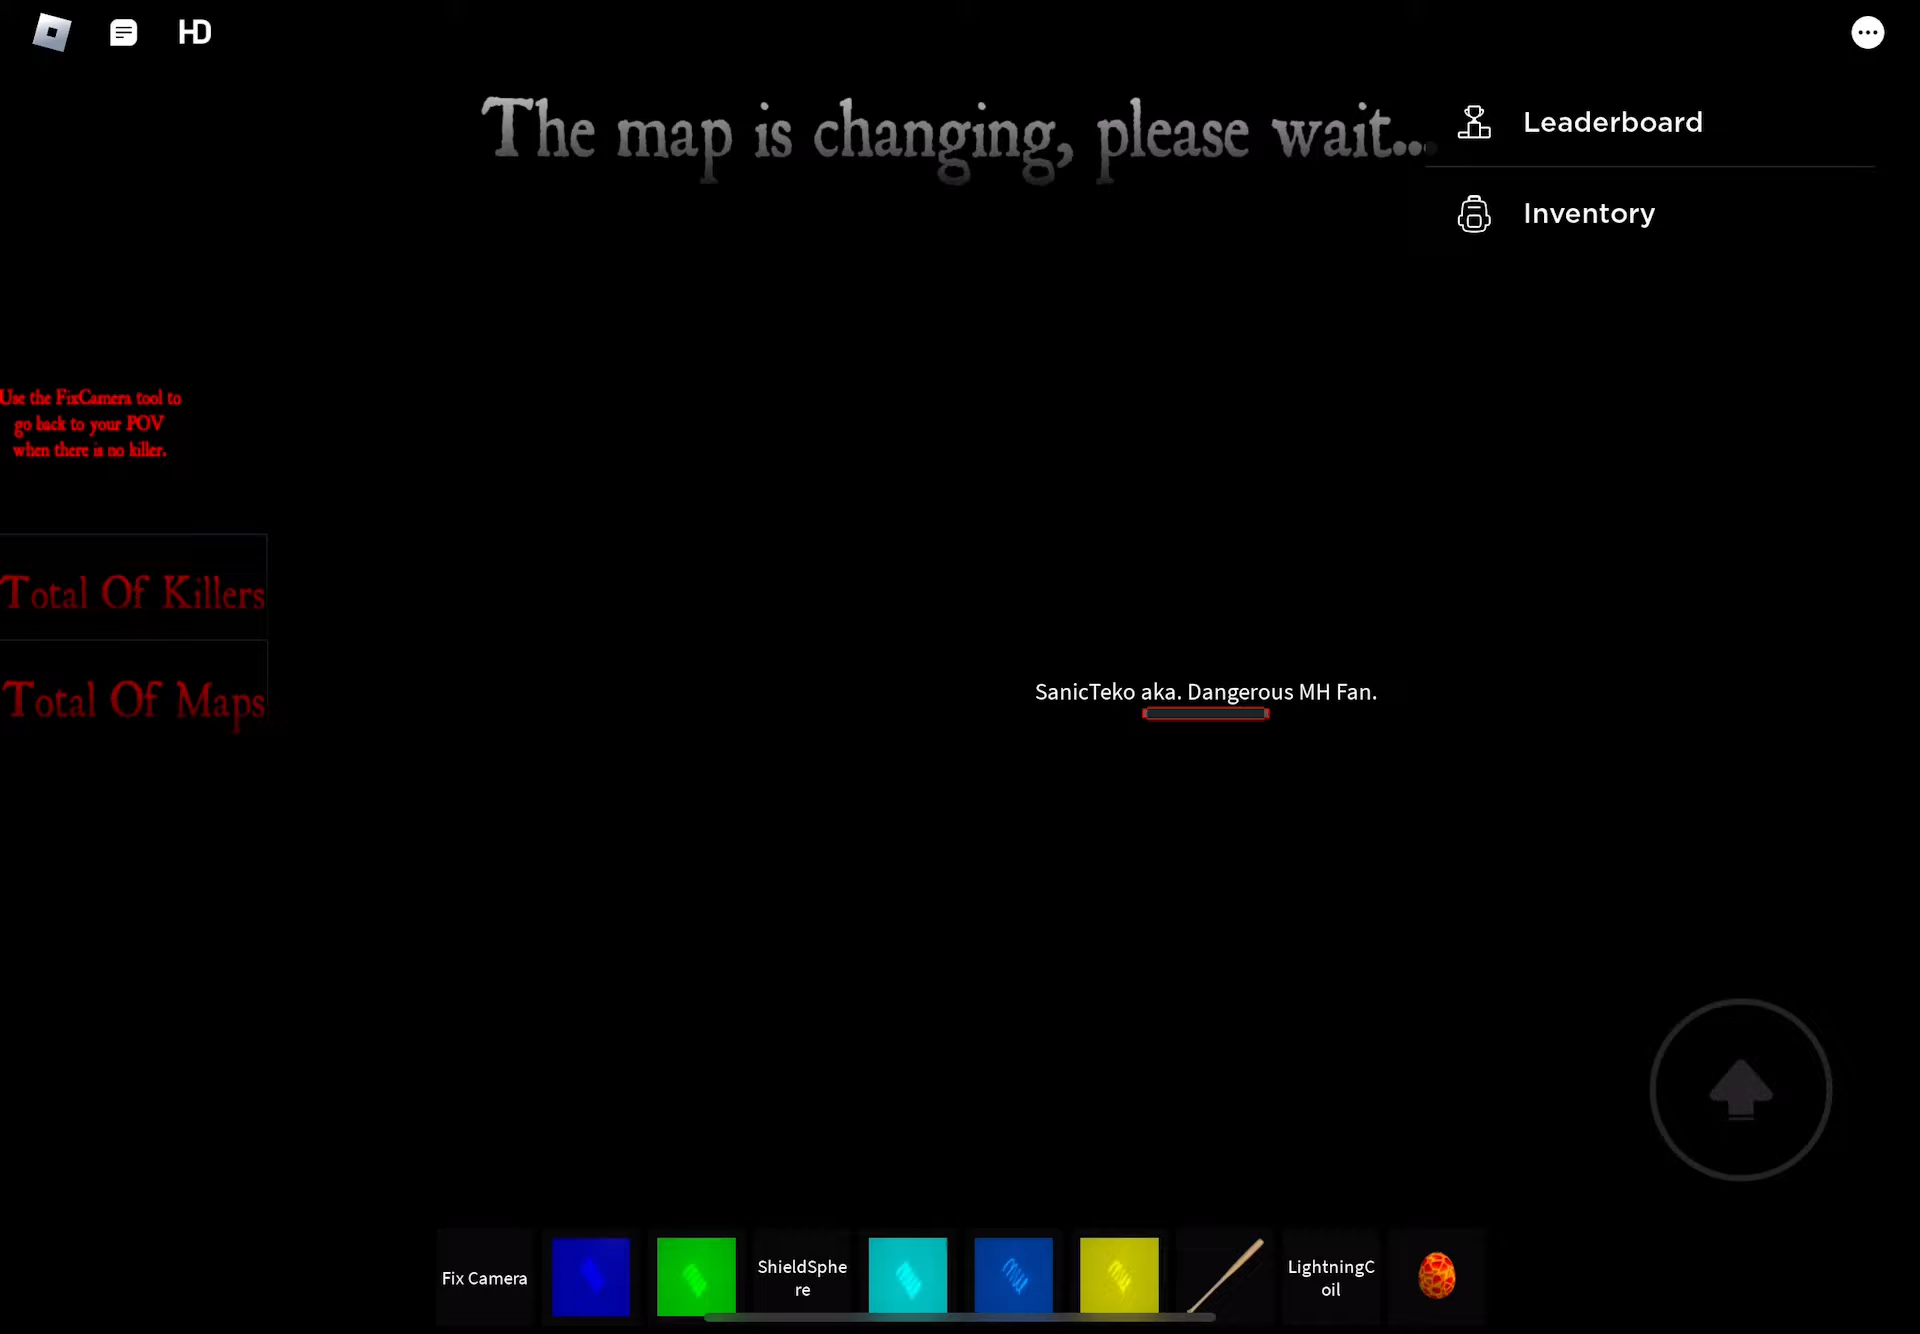 HD
The map is changing, please wait...
Leaderboard
Inventory
Use the FixCamera tool to
go back to your POV
when there is no killer.
Total Of Killers
Total Of Maps
SanicTeko aka. Dangerous MH Fan.
Fix Camera
ShieldSphe
re
LightningC
oil